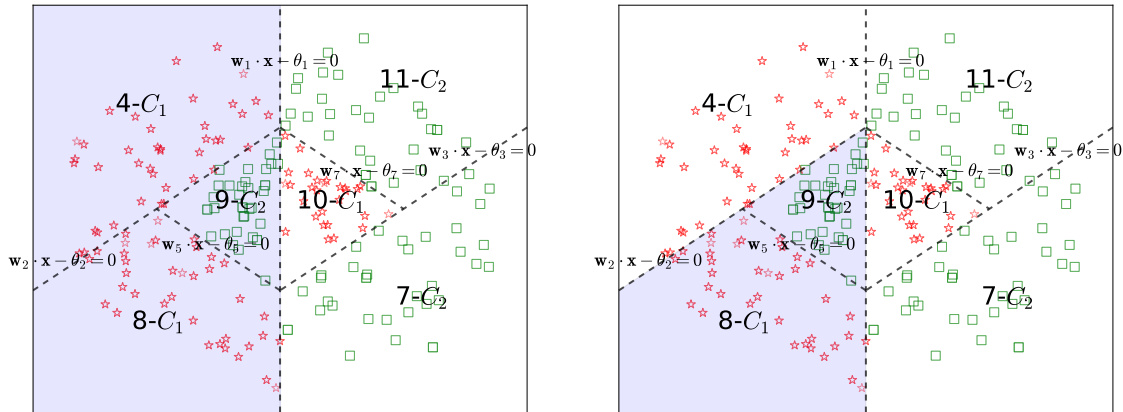 w₁ · x − θ₁ = 0
11-C₂
4-C₁
w₃ · x − θ₃ = 0
w₇ · x − θ₇ = 0
9-C₂
10-C₁
w₅ · x − θ₅ = 0
w₂ · x − θ₂ = 0
7-C₂
8-C₁
w₁ · x − θ₁ = 0
11-C₂
4-C₁
w₃ · x − θ₃ = 0
w₇ · x − θ₇ = 0
9-C₂
10-C₁
w₅ · x − θ₅ = 0
w₂ · x − θ₂ = 0
7-C₂
8-C₁